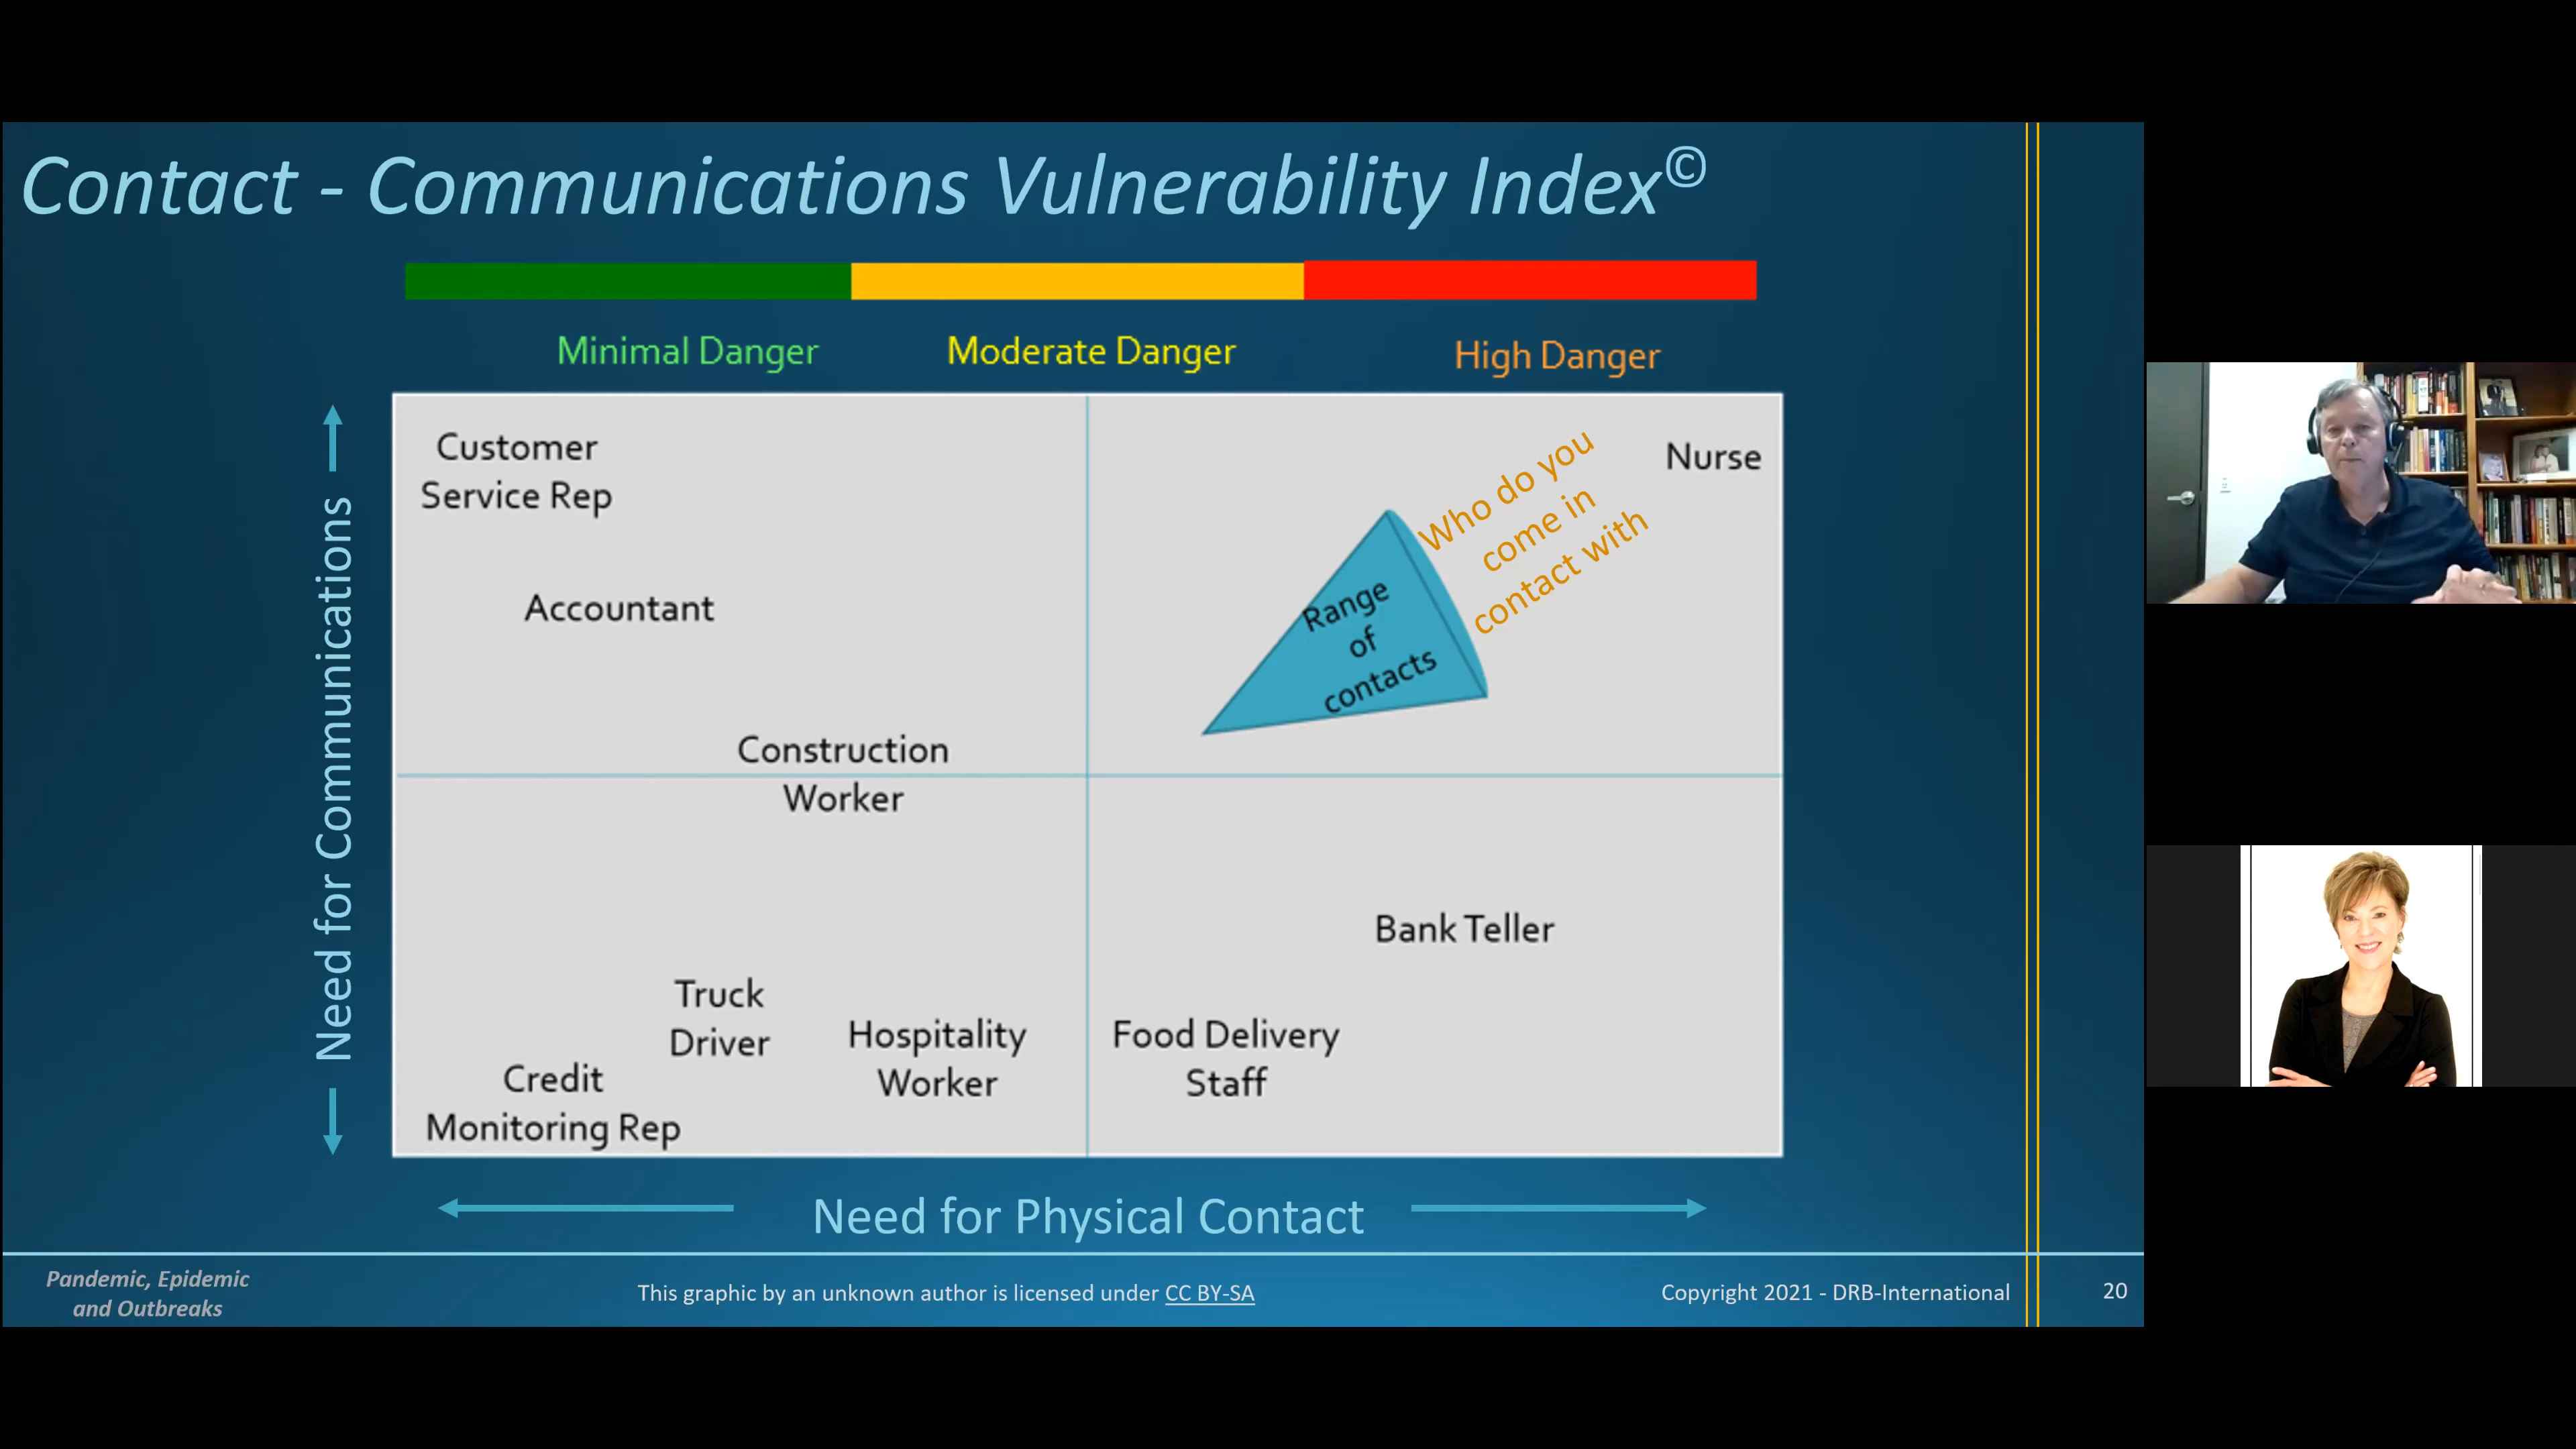 Contact - Communications Vulnerability Index©
Minimal Danger
Moderate Danger
High Danger
Need for Communications
Customer
Service Rep
Accountant
Construction
Worker
Nurse
Who do you
come in
contact with
Range
of
contacts
Bank Teller
Truck
Driver
Hospitality
Worker
Food Delivery
Staff
Credit
Monitoring Rep
Need for Physical Contact
Pandemic, Epidemic
and Outbreaks
This graphic by an unknown author is licensed under CC BY-SA
Copyright 2021 - DRB-International
20